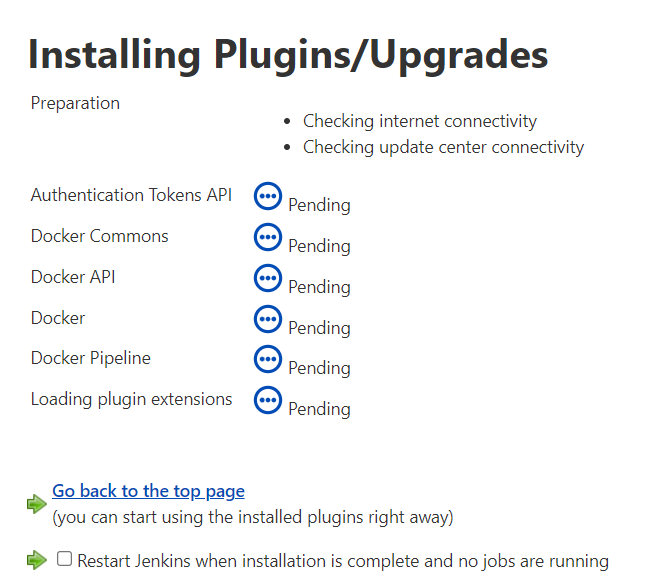 Installing Plugins/Upgrades
Preparation
Checking internet connectivity
Checking update center connectivity
Authentication Tokens API Pending
Docker Commons Pending
Docker API Pending
Docker Pending
Docker Pipeline Pending
Loading plugin extensions Pending
Go back to the top page
(you can start using the installed plugins right away)
Restart Jenkins when installation is complete and no jobs are running